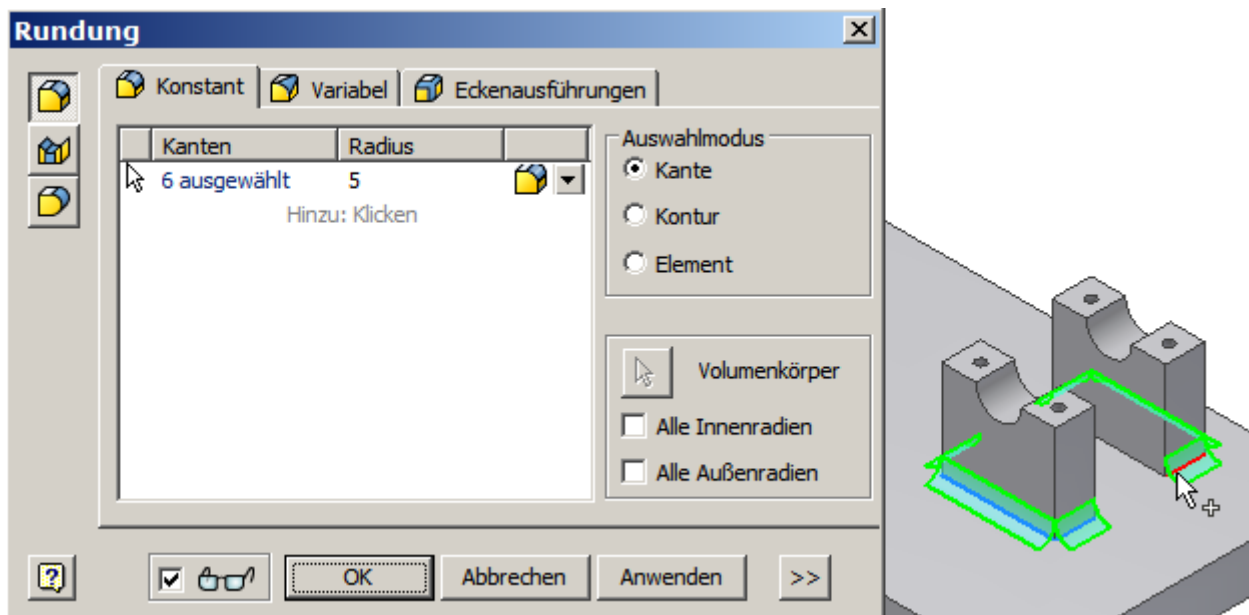 Rundung
Konstant
Variabel
Eckenausführungen
Kanten
Radius
6 ausgewählt
5
Hinzu: Klicken
Auswahlmodus
Kante
Kontur
Element
Volumenkörper
Alle Innenradien
Alle Außenradien
?
OK
Abbrechen
Anwenden
>>